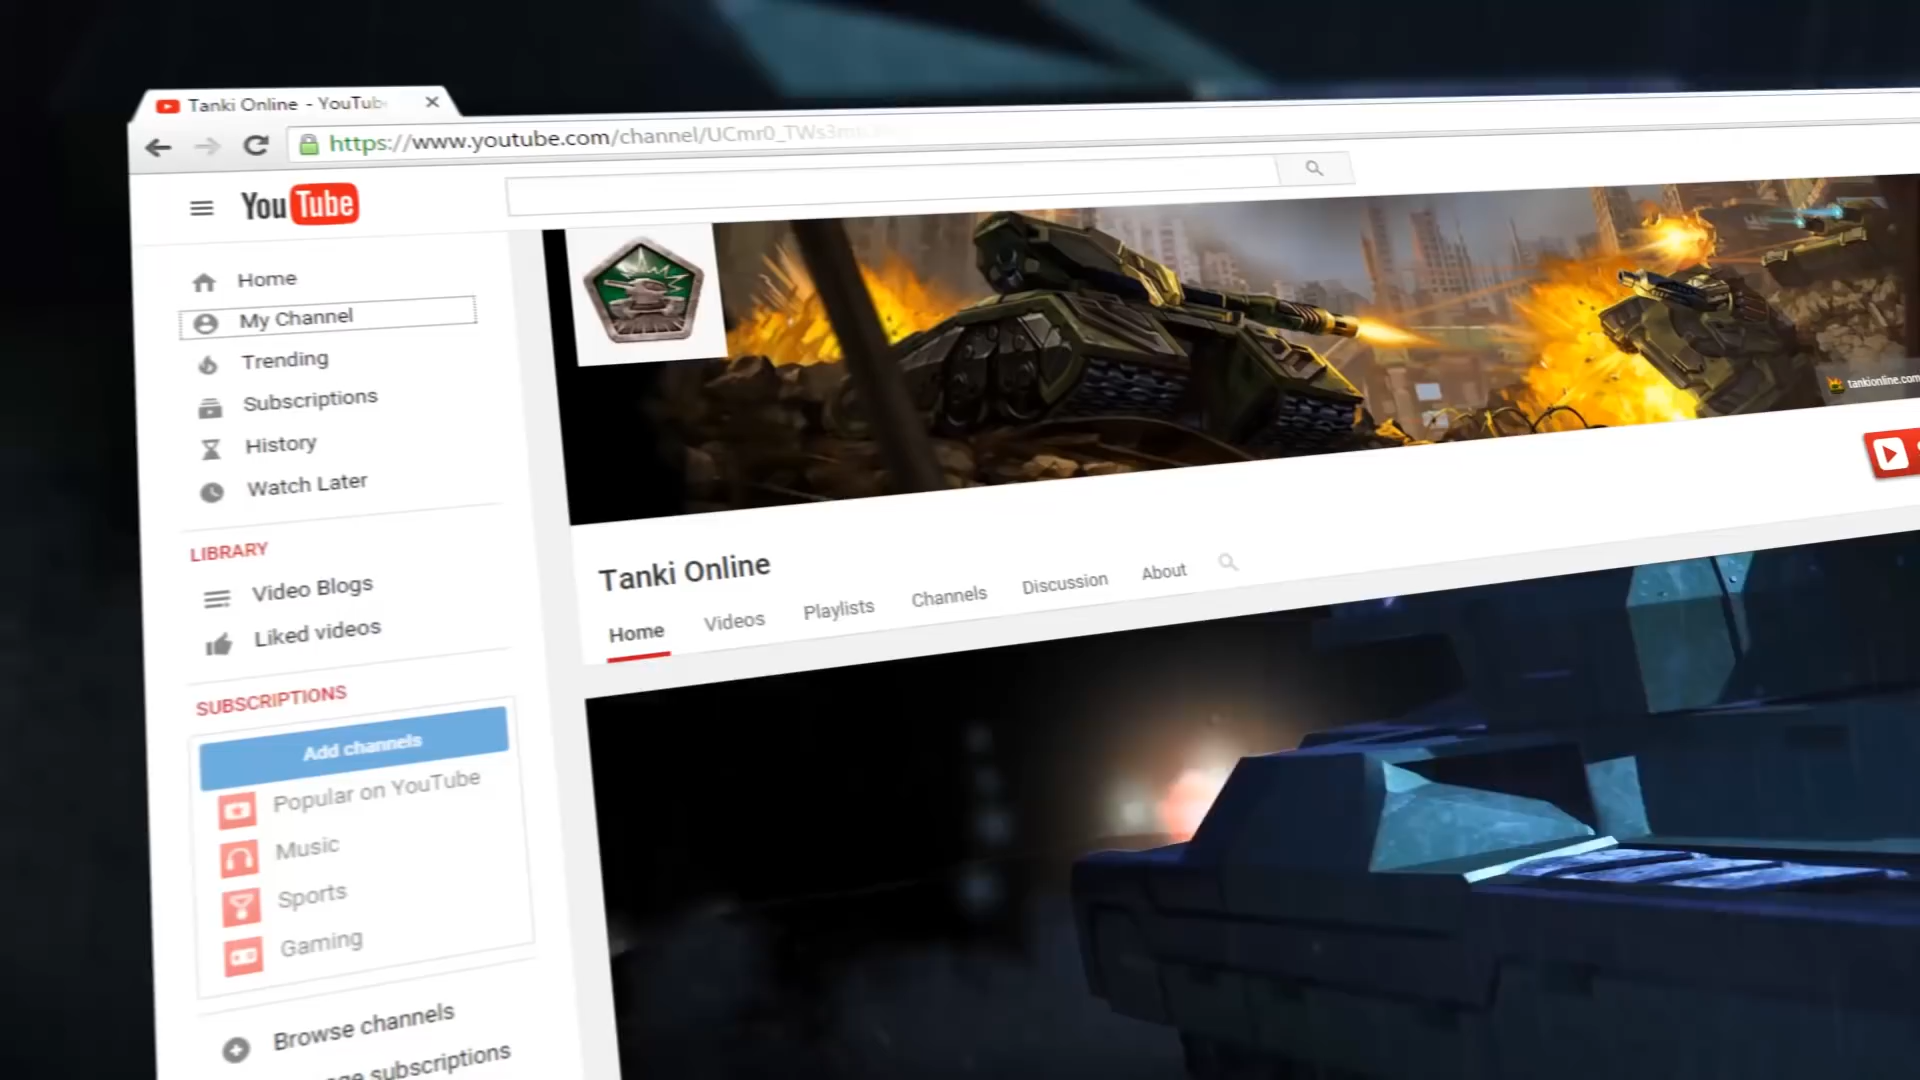 Tanki Online - YouTub
https://www.youtube.com/channel/UCmr0_TWs3m
YouTube
Home
My Channel
Trending
Subscriptions
History
Watch Later
LIBRARY
Video Blogs
Liked videos
SUBSCRIPTIONS
Add channels
Popular on YouTube
Music
Sports
Gaming
Browse channels
subscriptions
tankionline.com
Tanki Online
Home
Videos
Playlists
Channels
Discussion
About